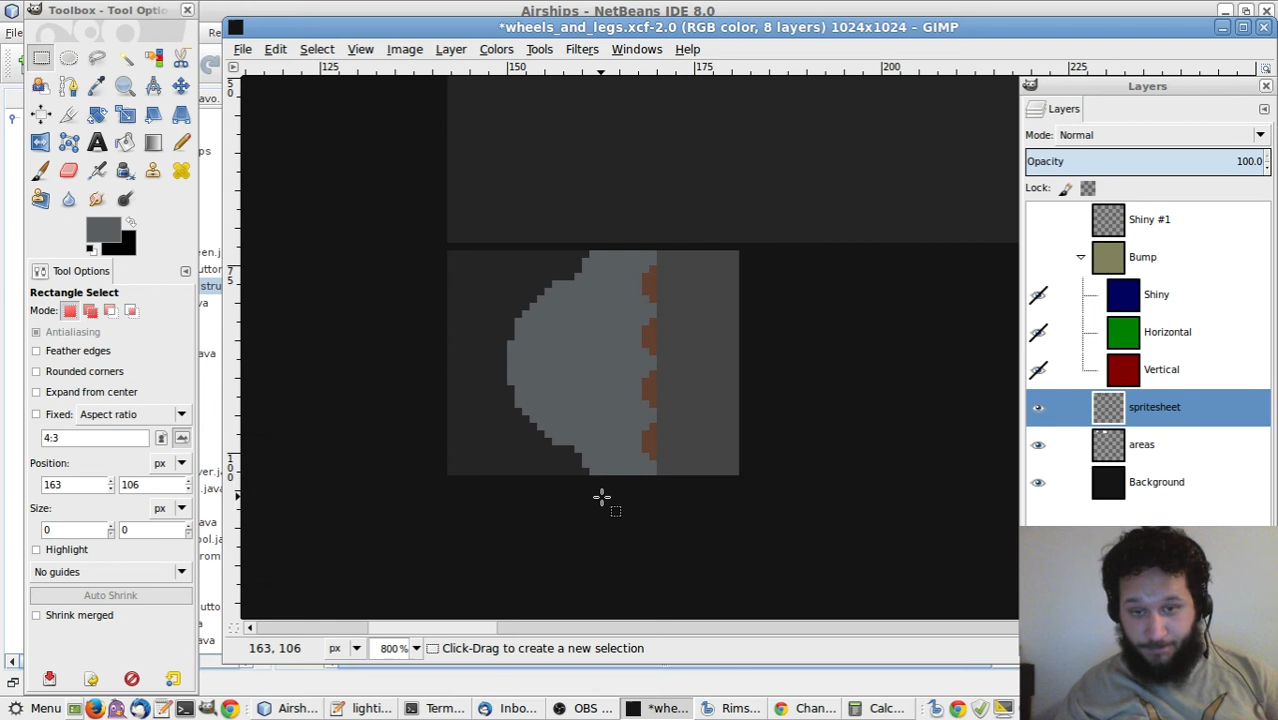 Airships - NetBeans IDE 8.0
Toolbox - Tool Optio
*wheels_and_legs.xcf-2.0 (RGB color, 8 layers) 1024x1024 – GIMP
File Edit Select View Image Layer Colors Tools Filters Windows Help
125 150 175 200 225
Layers
Layers
Mode: Normal
Opacity 100.0
Lock:
Shiny #1
Bump
Shiny
Horizontal
Vertical
spritesheet
areas
Background
Tool Options
Rectangle Select
Mode:
Antialiasing
Feather edges
Rounded corners
Expand from center
Fixed: Aspect ratio
4:3
Position:
px
163 106
Size:
px
0 0
Highlight
No guides
Auto Shrink
Shrink merged
163, 106 px 800% Click-Drag to create a new selection
Menu Airsh... lighti... Term... Inbo... OBS ... *whe... Rims... Chan... Calc...